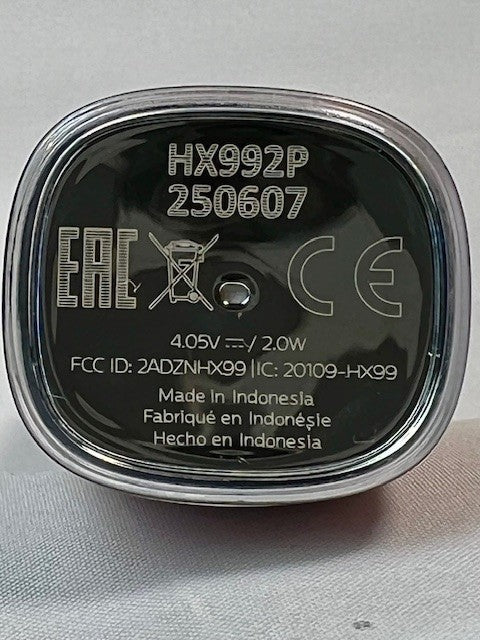 HX992P
250607
EAC CE
4.05V ⎓/ 2.0W
FCC ID: 2ADZNHX99 | IC: 20109-HX99
Made in Indonesia
Fabriqué en Indonésie
Hecho en Indonesia